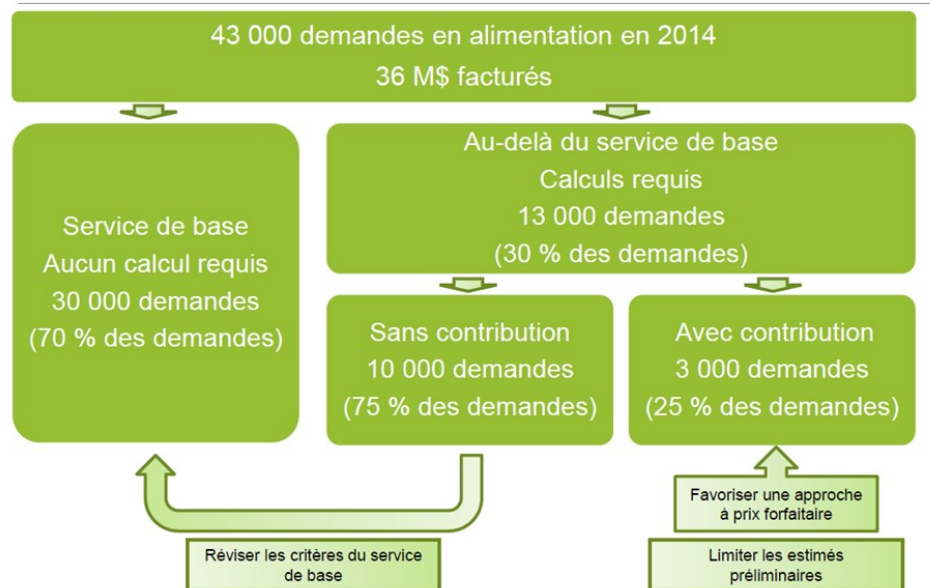 43 000 demandes en alimentation en 2014
36 M$ facturés
Service de base
Aucun calcul requis
30 000 demandes
(70 % des demandes)
Au-delà du service de base
Calculs requis
13 000 demandes
(30 % des demandes)
Sans contribution
10 000 demandes
(75 % des demandes)
Avec contribution
3 000 demandes
(25 % des demandes)
Réviser les critères du service
de base
Favoriser une approche
à prix forfaitaire
Limiter les estimés
préliminaires